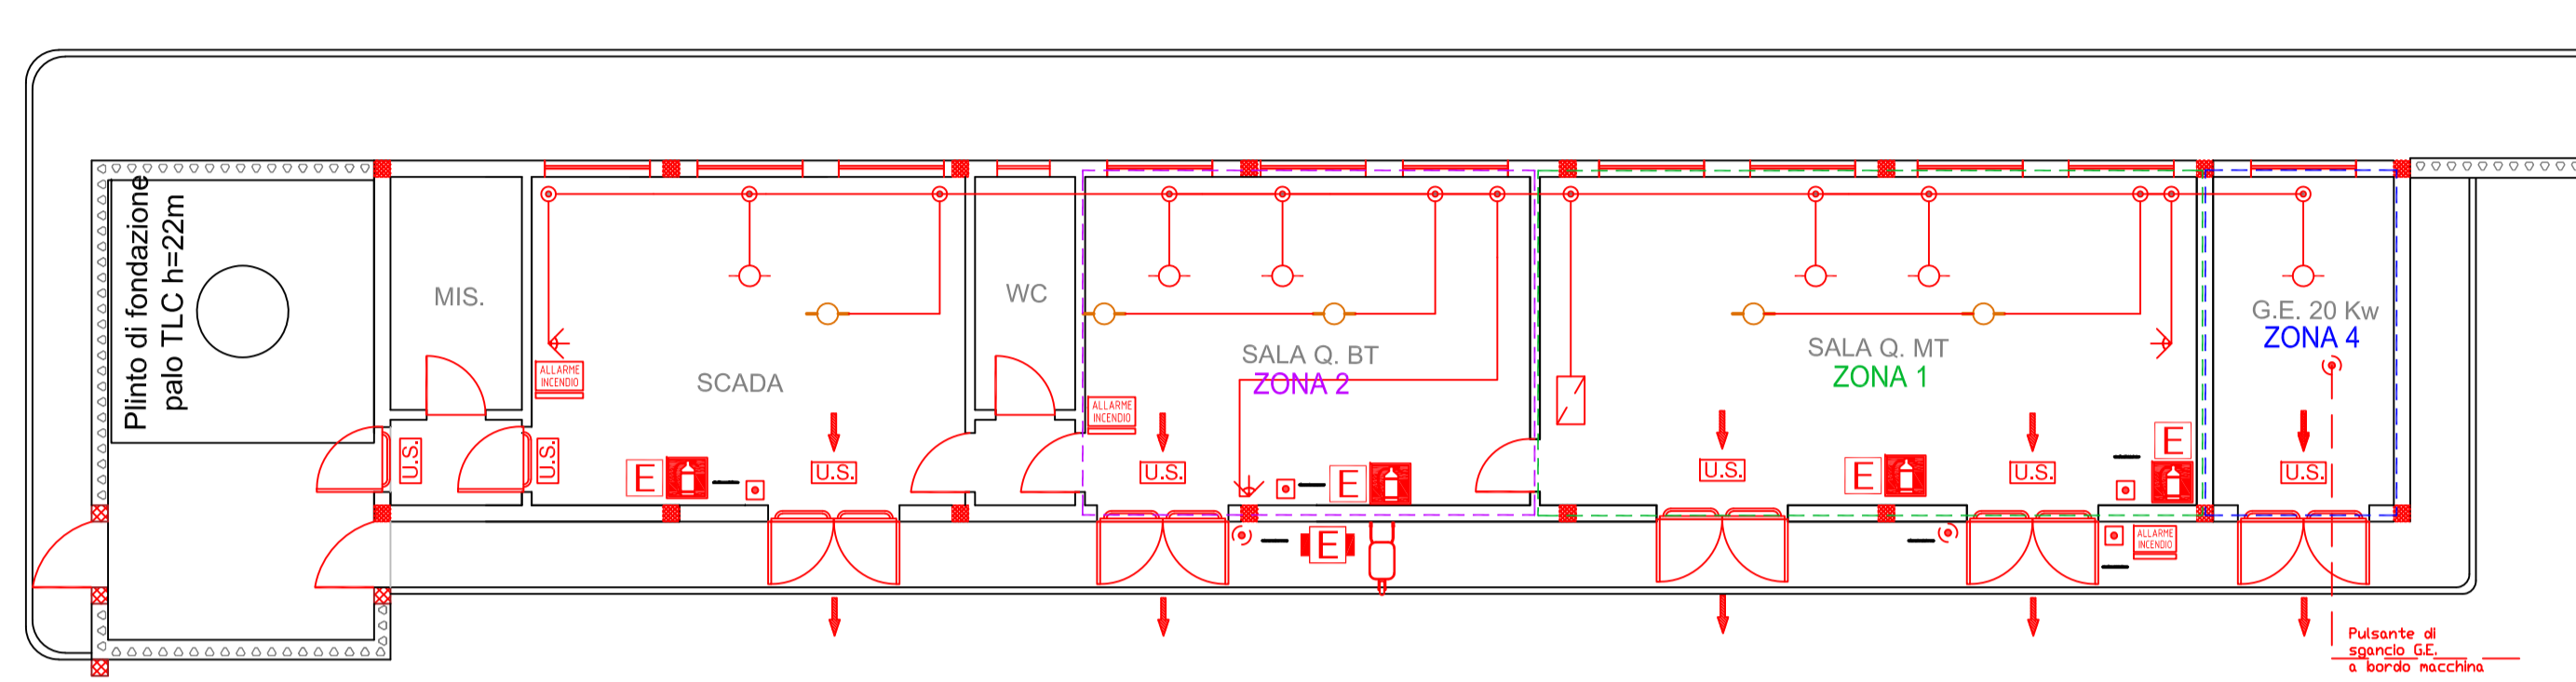 Plinto di fondazione
palo TLC h=22m
MIS.
U.S.
U.S.
ALLARME
INCENDIO
SCADA
E
U.S.
WC
ALLARME
INCENDIO
SALA Q. BT
ZONA 2
U.S.
E
E
SALA Q. MT
ZONA 1
U.S.
E
U.S.
E
ALLARME
INCENDIO
G.E. 20 Kw
ZONA 4
U.S.
Pulsante di
sgancio G.E.
a bordo macchina